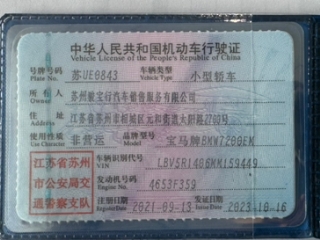 中华人民共和国机动车行驶证
Vehicle License of the People's Republic of China
号牌号码 苏UE0843 车辆类型 小型轿车
Plate No. Vehicle Type
所有人 苏州骏宝行汽车销售服务有限公司
Owner
住址 江苏省苏州市相城区元和街道太阳路2709号
Address
使用性质 非营运 品牌型号 宝马牌BMW7200EK
Use Character Model
江苏省苏州 车辆识别代号
市公安局交
通警察支队 VIN
发动机号码 4653F359
Engine No.
注册日期 2021-09-13 发证日期 2023-10-16
Register Date Issue Date